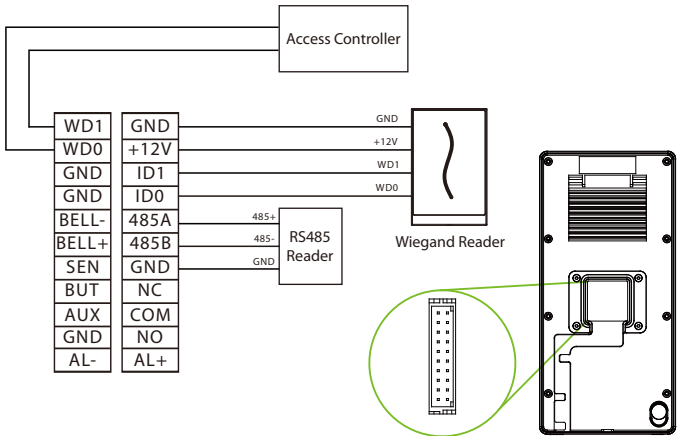 Access Controller
WD1 GND GND
WD0 +12V +12V
GND ID1 WD1
GND ID0 WD0
BELL- 485A 485+
BELL+ 485B 485-
SEN GND GND
BUT NC
AUX COM
GND NO
AL- AL+
RS485
Reader
Wiegand Reader